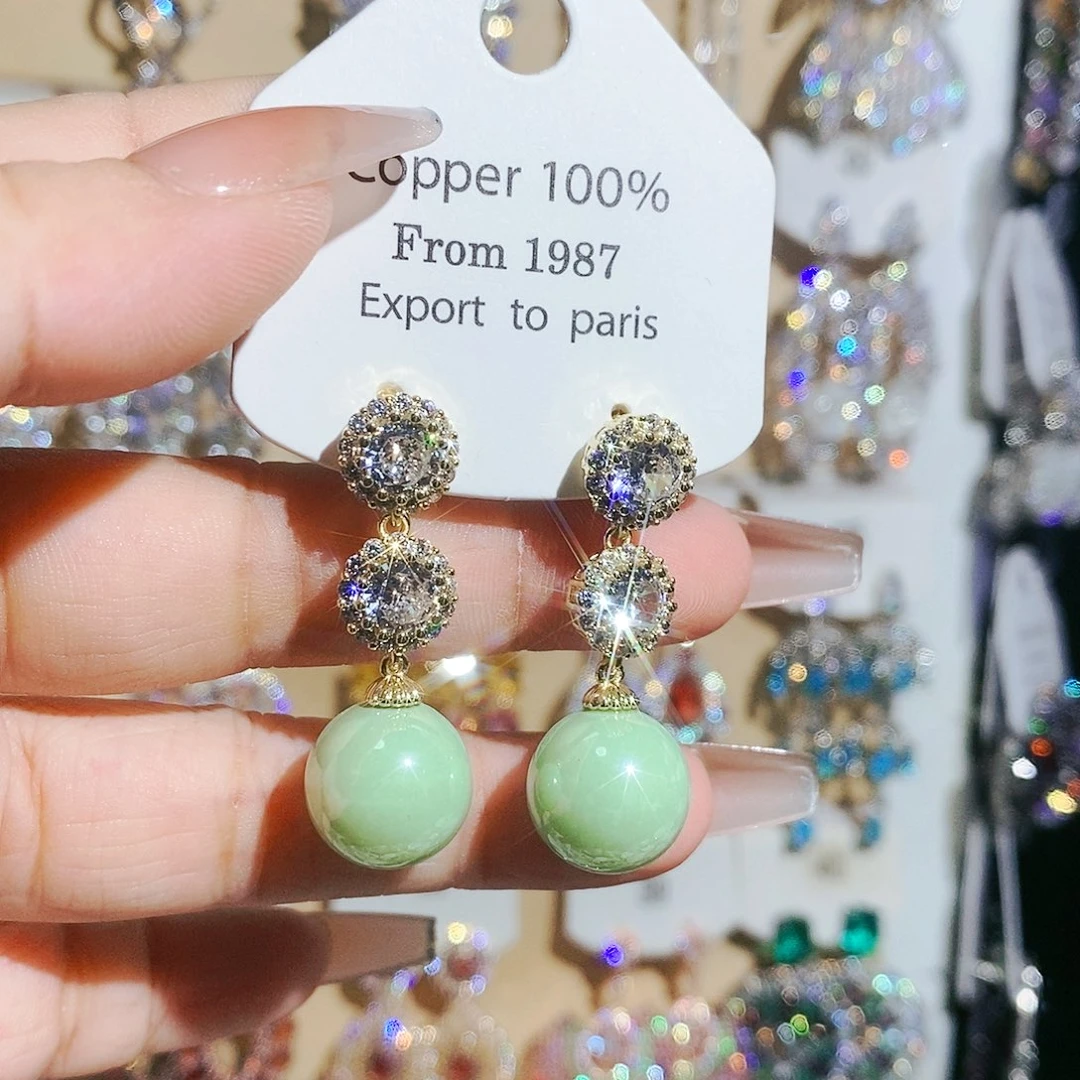 Copper 100%
From 1987
Export to paris